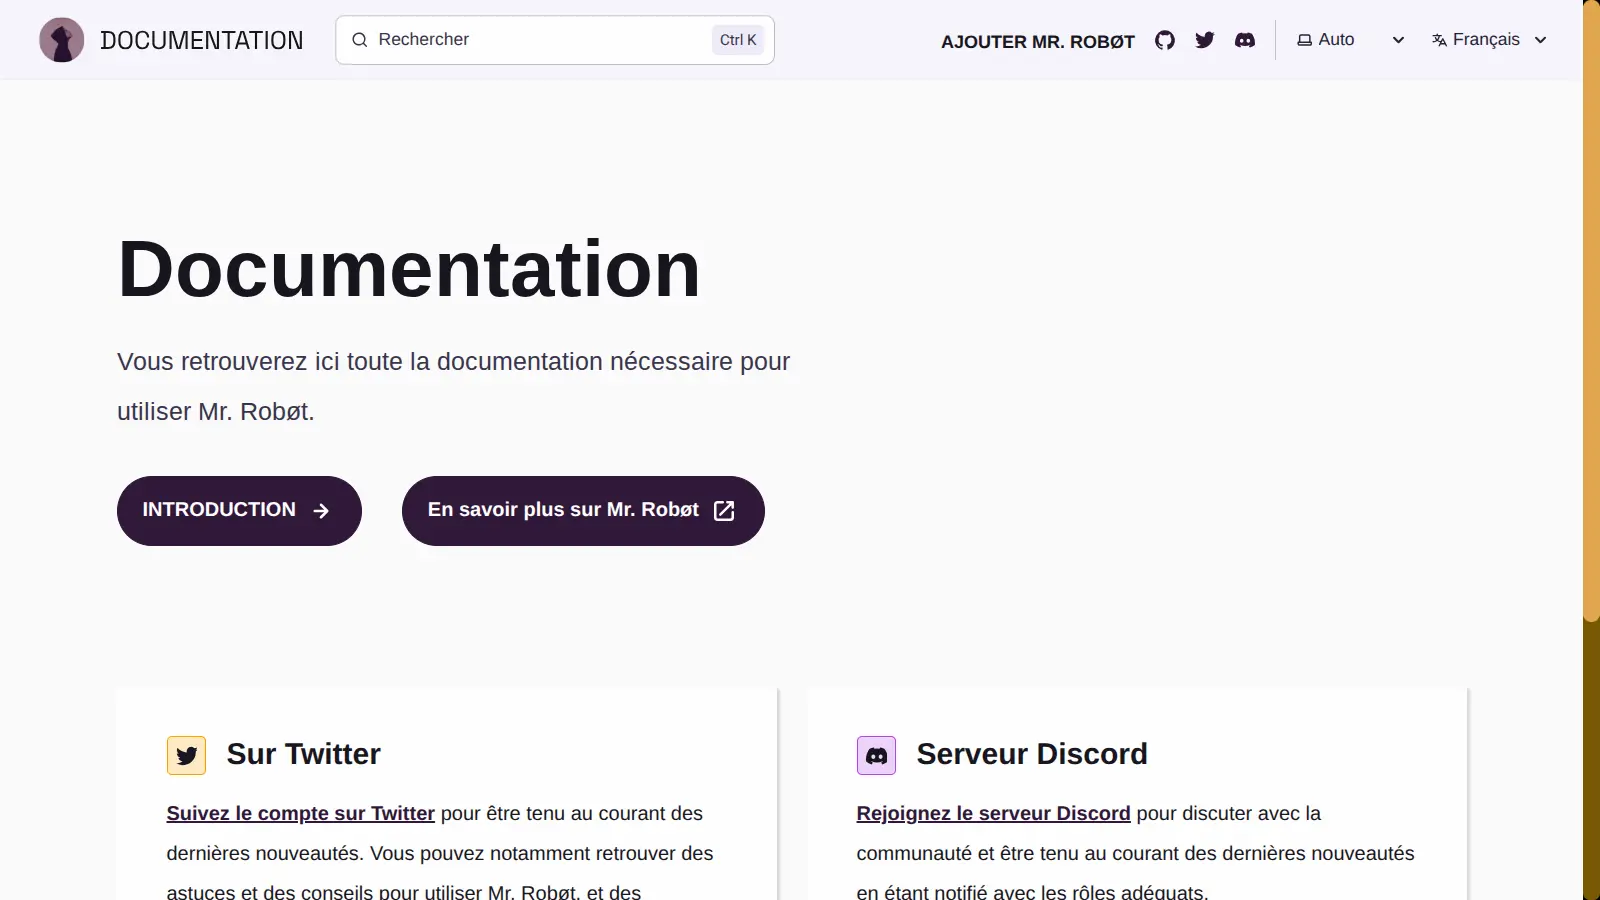 DOCUMENTATION
Rechercher
Ctrl K
AJOUTER MR. ROBØT
Auto
Français
Documentation
Vous retrouverez ici toute la documentation nécessaire pour
utiliser Mr. Robøt.
INTRODUCTION
En savoir plus sur Mr. Robøt
Sur Twitter
Suivez le compte sur Twitter pour être tenu au courant des
dernières nouveautés. Vous pouvez notamment retrouver des
astuces et des conseils pour utiliser Mr. Robøt, et des
Serveur Discord
Rejoignez le serveur Discord pour discuter avec la
communauté et être tenu au courant des dernières nouveautés
en étant notifié avec les rôles adéquats.